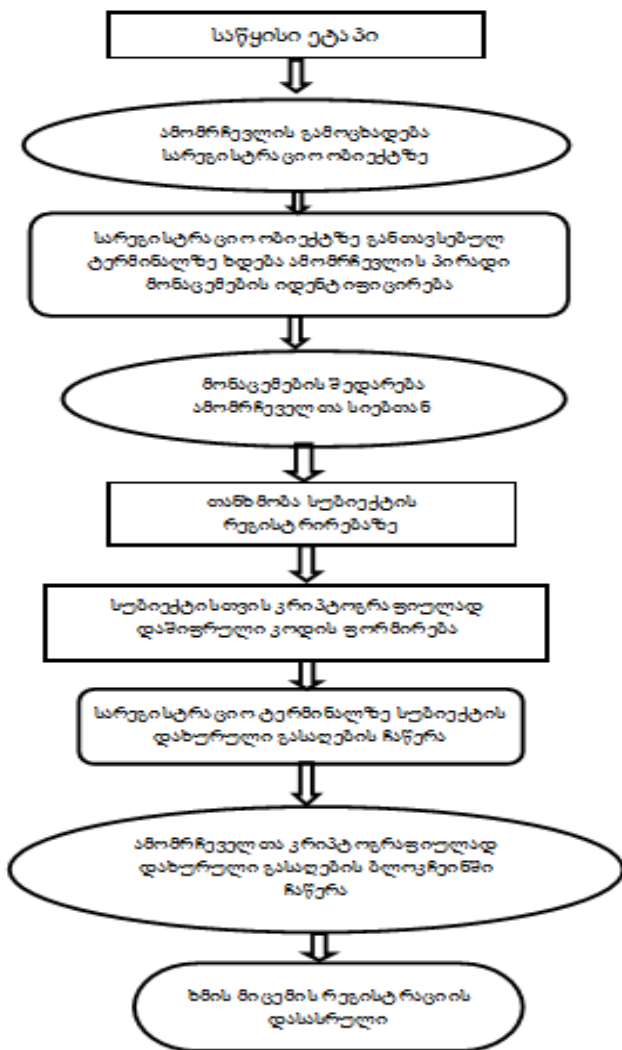 საწყისი ეტაპი
ამომრჩევლის გამოცხადება
სარეგისტრაციო ობიექტზე
სარეგისტრაციო ობიექტზე განთავსებულ
ტერმინალზე ხდება ამომრჩევლის პირადი
მონაცემების იდენტიფიცირება
მონაცემების შედარება
ამომრჩეველთა სიებთან
თანხმობა სუბიექტის
რეგისტრირებაზე
სუბიექტისთვის კრიპტოგრაფიულად
დაშიფრული კოდის ფორმირება
სარეგისტრაციო ტერმინალზე სუბიექტის
დახურული გასაღების ჩაწერა
ამომრჩეველთა კრიპტოგრაფიულად
დახურული გასაღების ბლოკჩეინში
ჩაწერა
ხმის მიცემის რეგისტრაციის
დასასრული